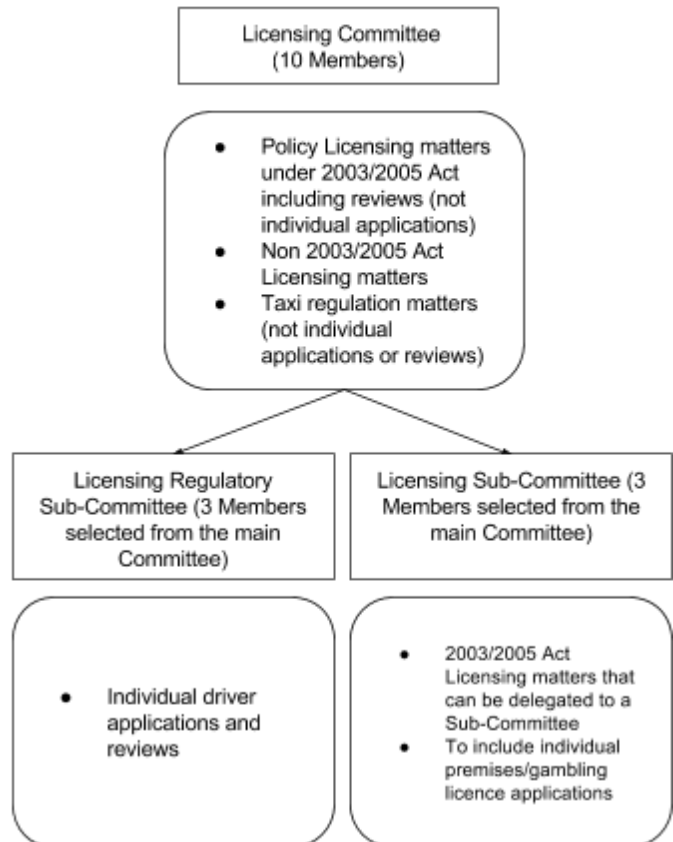 Licensing Committee
(10 Members)
● Policy Licensing matters
under 2003/2005 Act
including reviews (not
individual applications)
● Non 2003/2005 Act
Licensing matters
● Taxi regulation matters
(not individual
applications or reviews)
Licensing Regulatory
Sub-Committee (3 Members
selected from the main
Committee)
Licensing Sub-Committee (3
Members selected from the
main Committee)
● Individual driver
applications and
reviews
● 2003/2005 Act
Licensing matters that
can be delegated to a
Sub-Committee
● To include individual
premises/gambling
licence applications